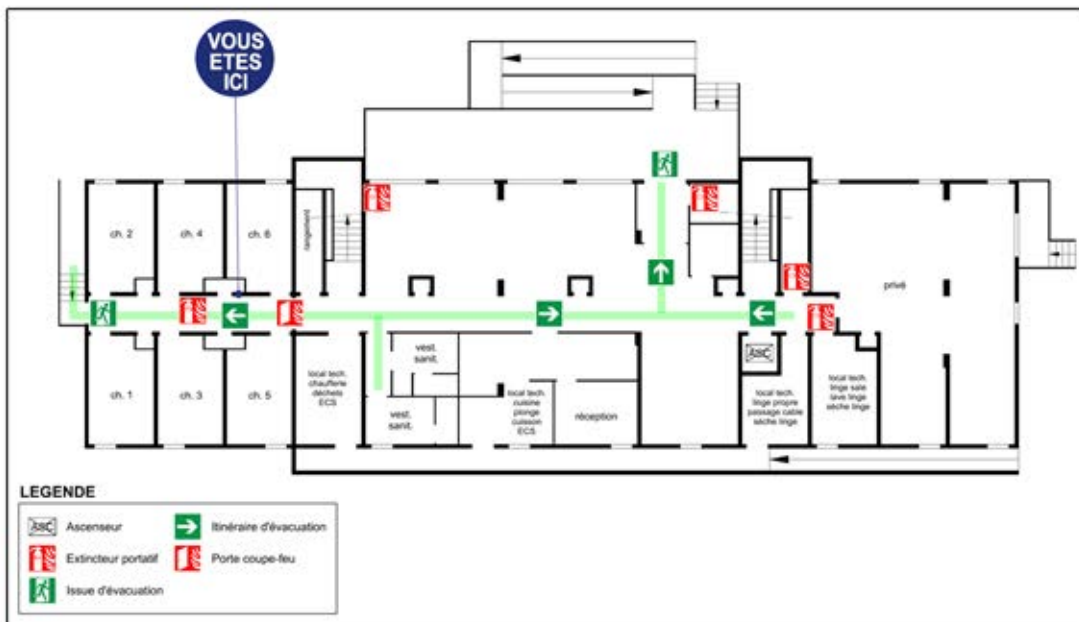 VOUS
ETES
ICI
ch. 2
ch. 4
ch. 6
rangement
privé
ch. 1
ch. 3
ch. 5
local tech.
chaufferie
déchets
ECS
vest.
sanit.
vest.
sanit.
local tech.
cuisine
plonge
cuisson
ECS
réception
ASC
local tech.
linge propre
passage cable
sèche linge
local tech.
linge sale
lave linge
sèche linge
LEGENDE
ASC Ascenseur
Itinéraire d'évacuation
Extincteur portatif
Porte coupe-feu
Issue d'évacuation